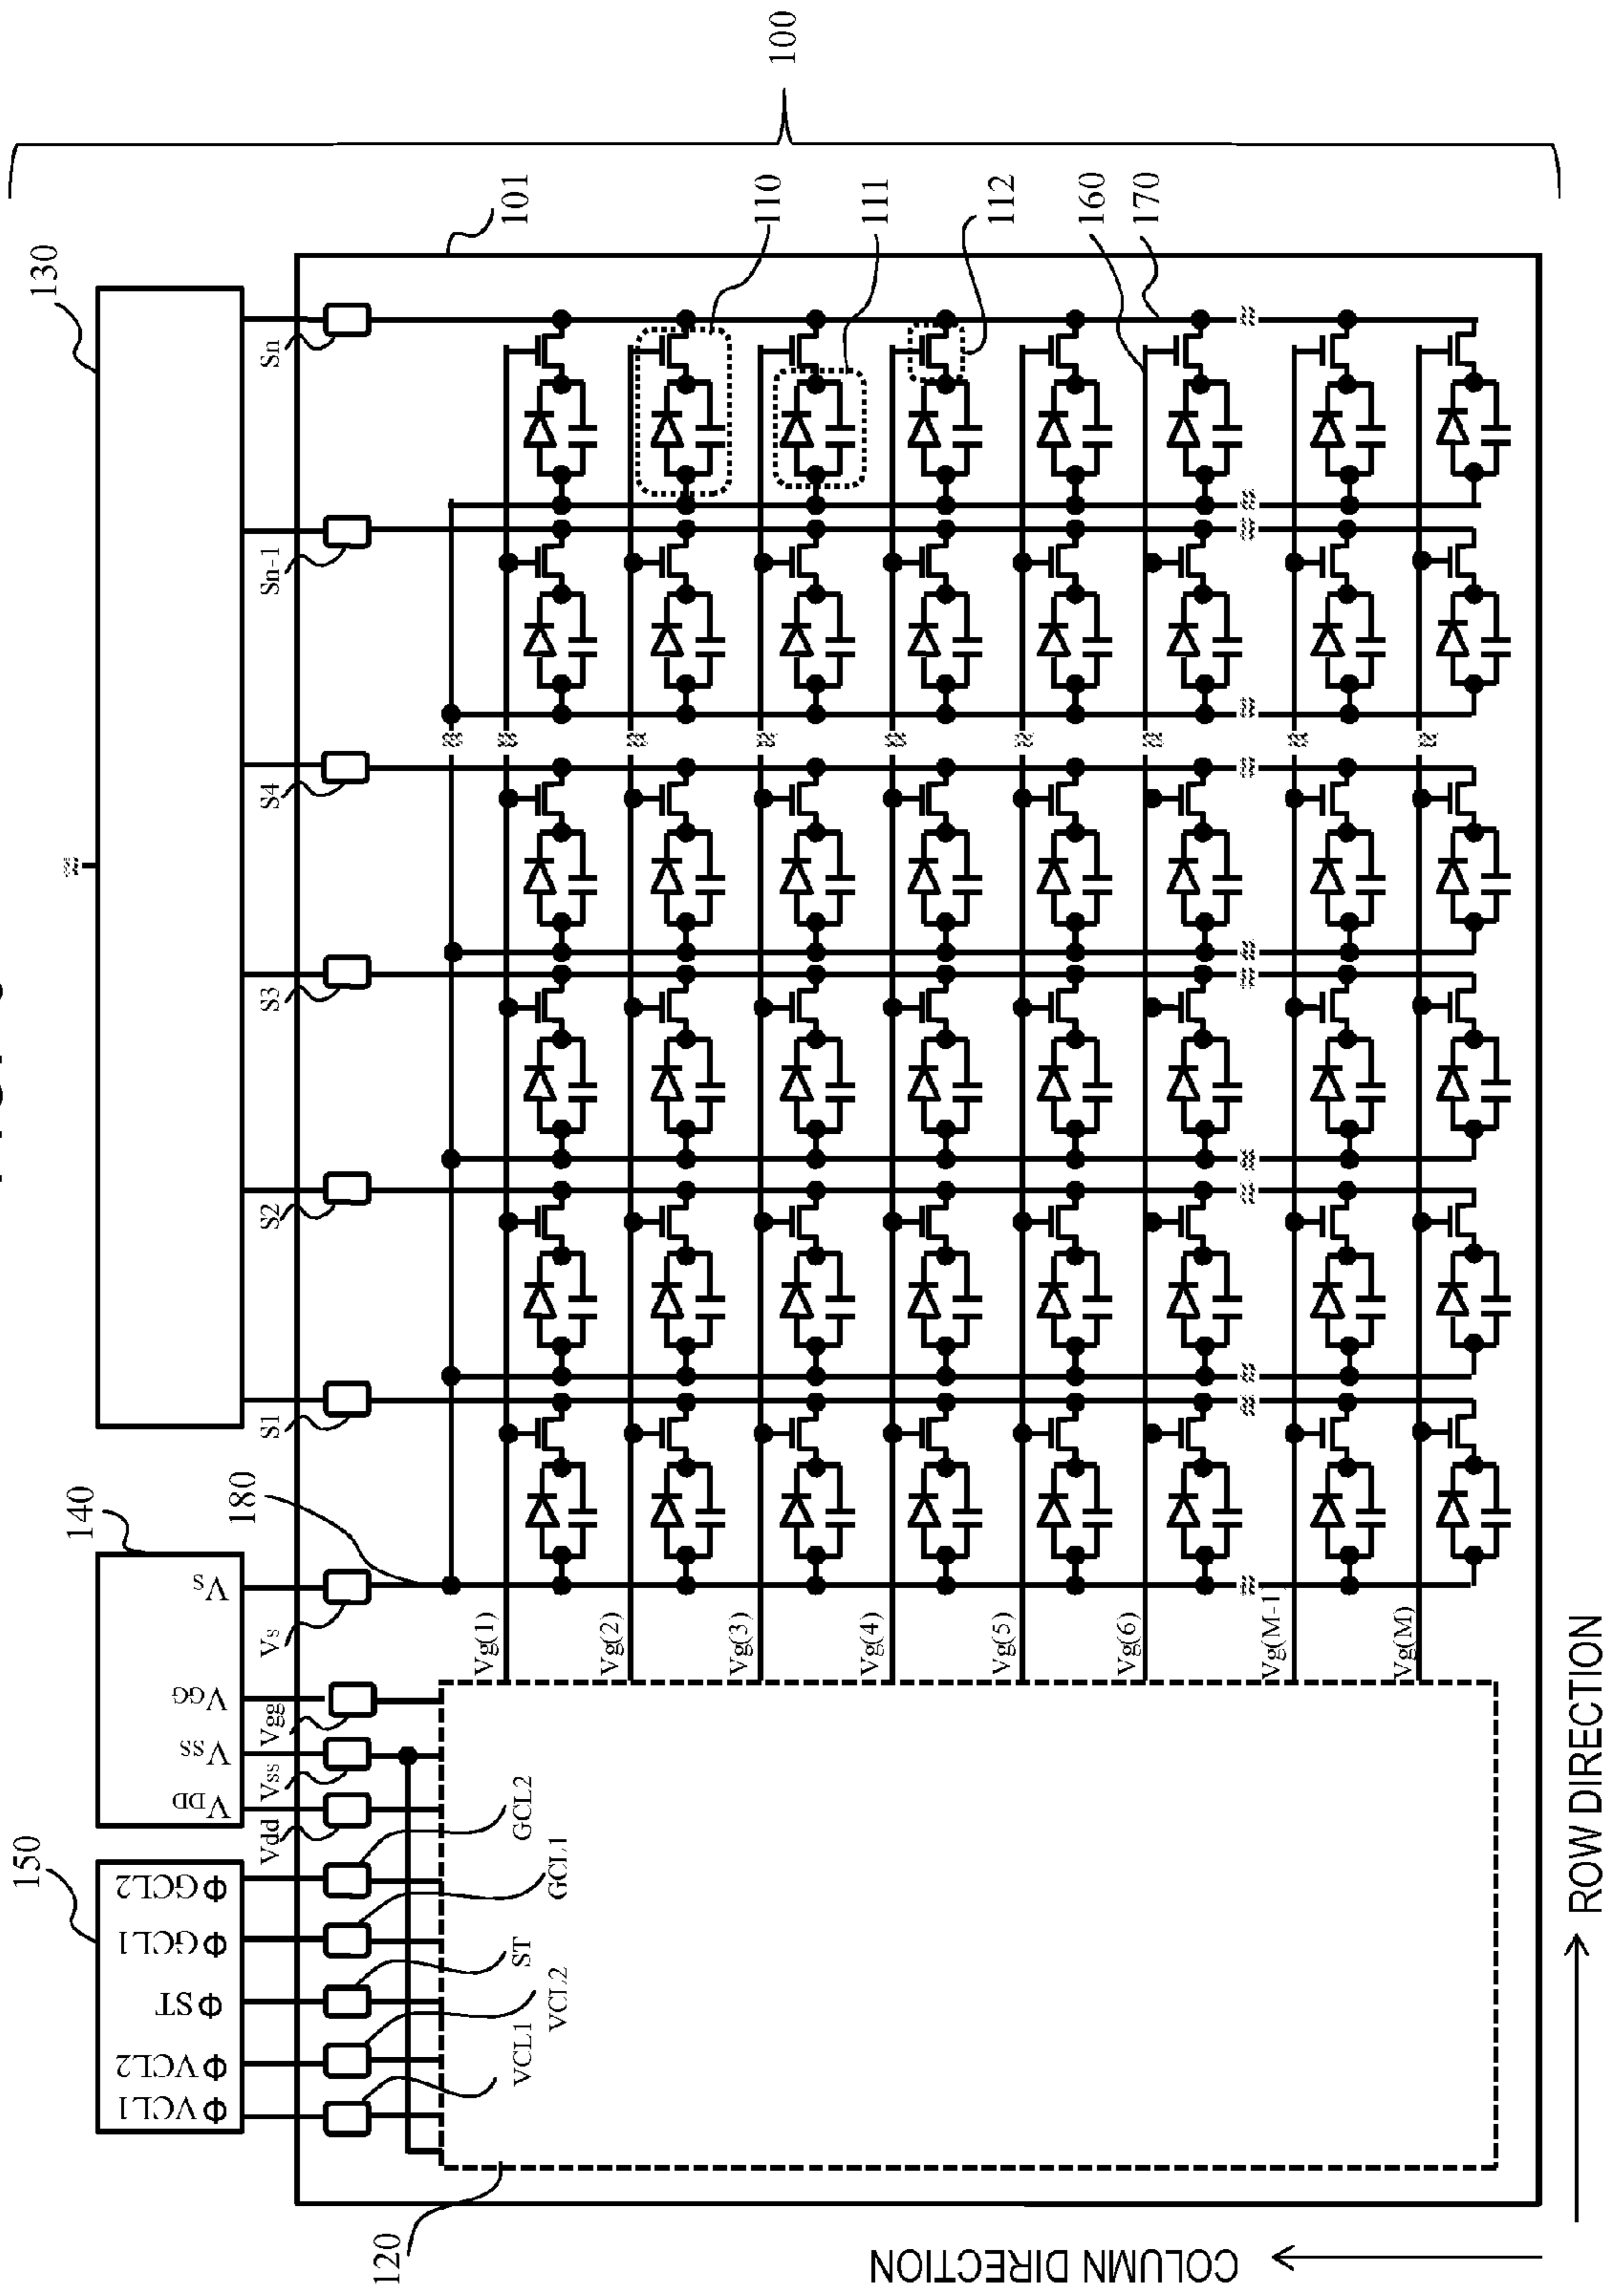 100
101
110
111
112
160
170
130
Sn
Sn-1
S4
S3
S2
S1
140
180
VS
VGG
VSS
VDD
Vs
Vgg
Vss
Vdd
150
ΦGCL2
ΦGCL1
ΦST
ΦVCL2
ΦVCL1
GCL2
GCL1
ST
VCL2
VCL1
120
Vg(1)
Vg(2)
Vg(3)
Vg(4)
Vg(5)
Vg(6)
Vg(M-1)
Vg(M)
ROW DIRECTION
COLUMN DIRECTION